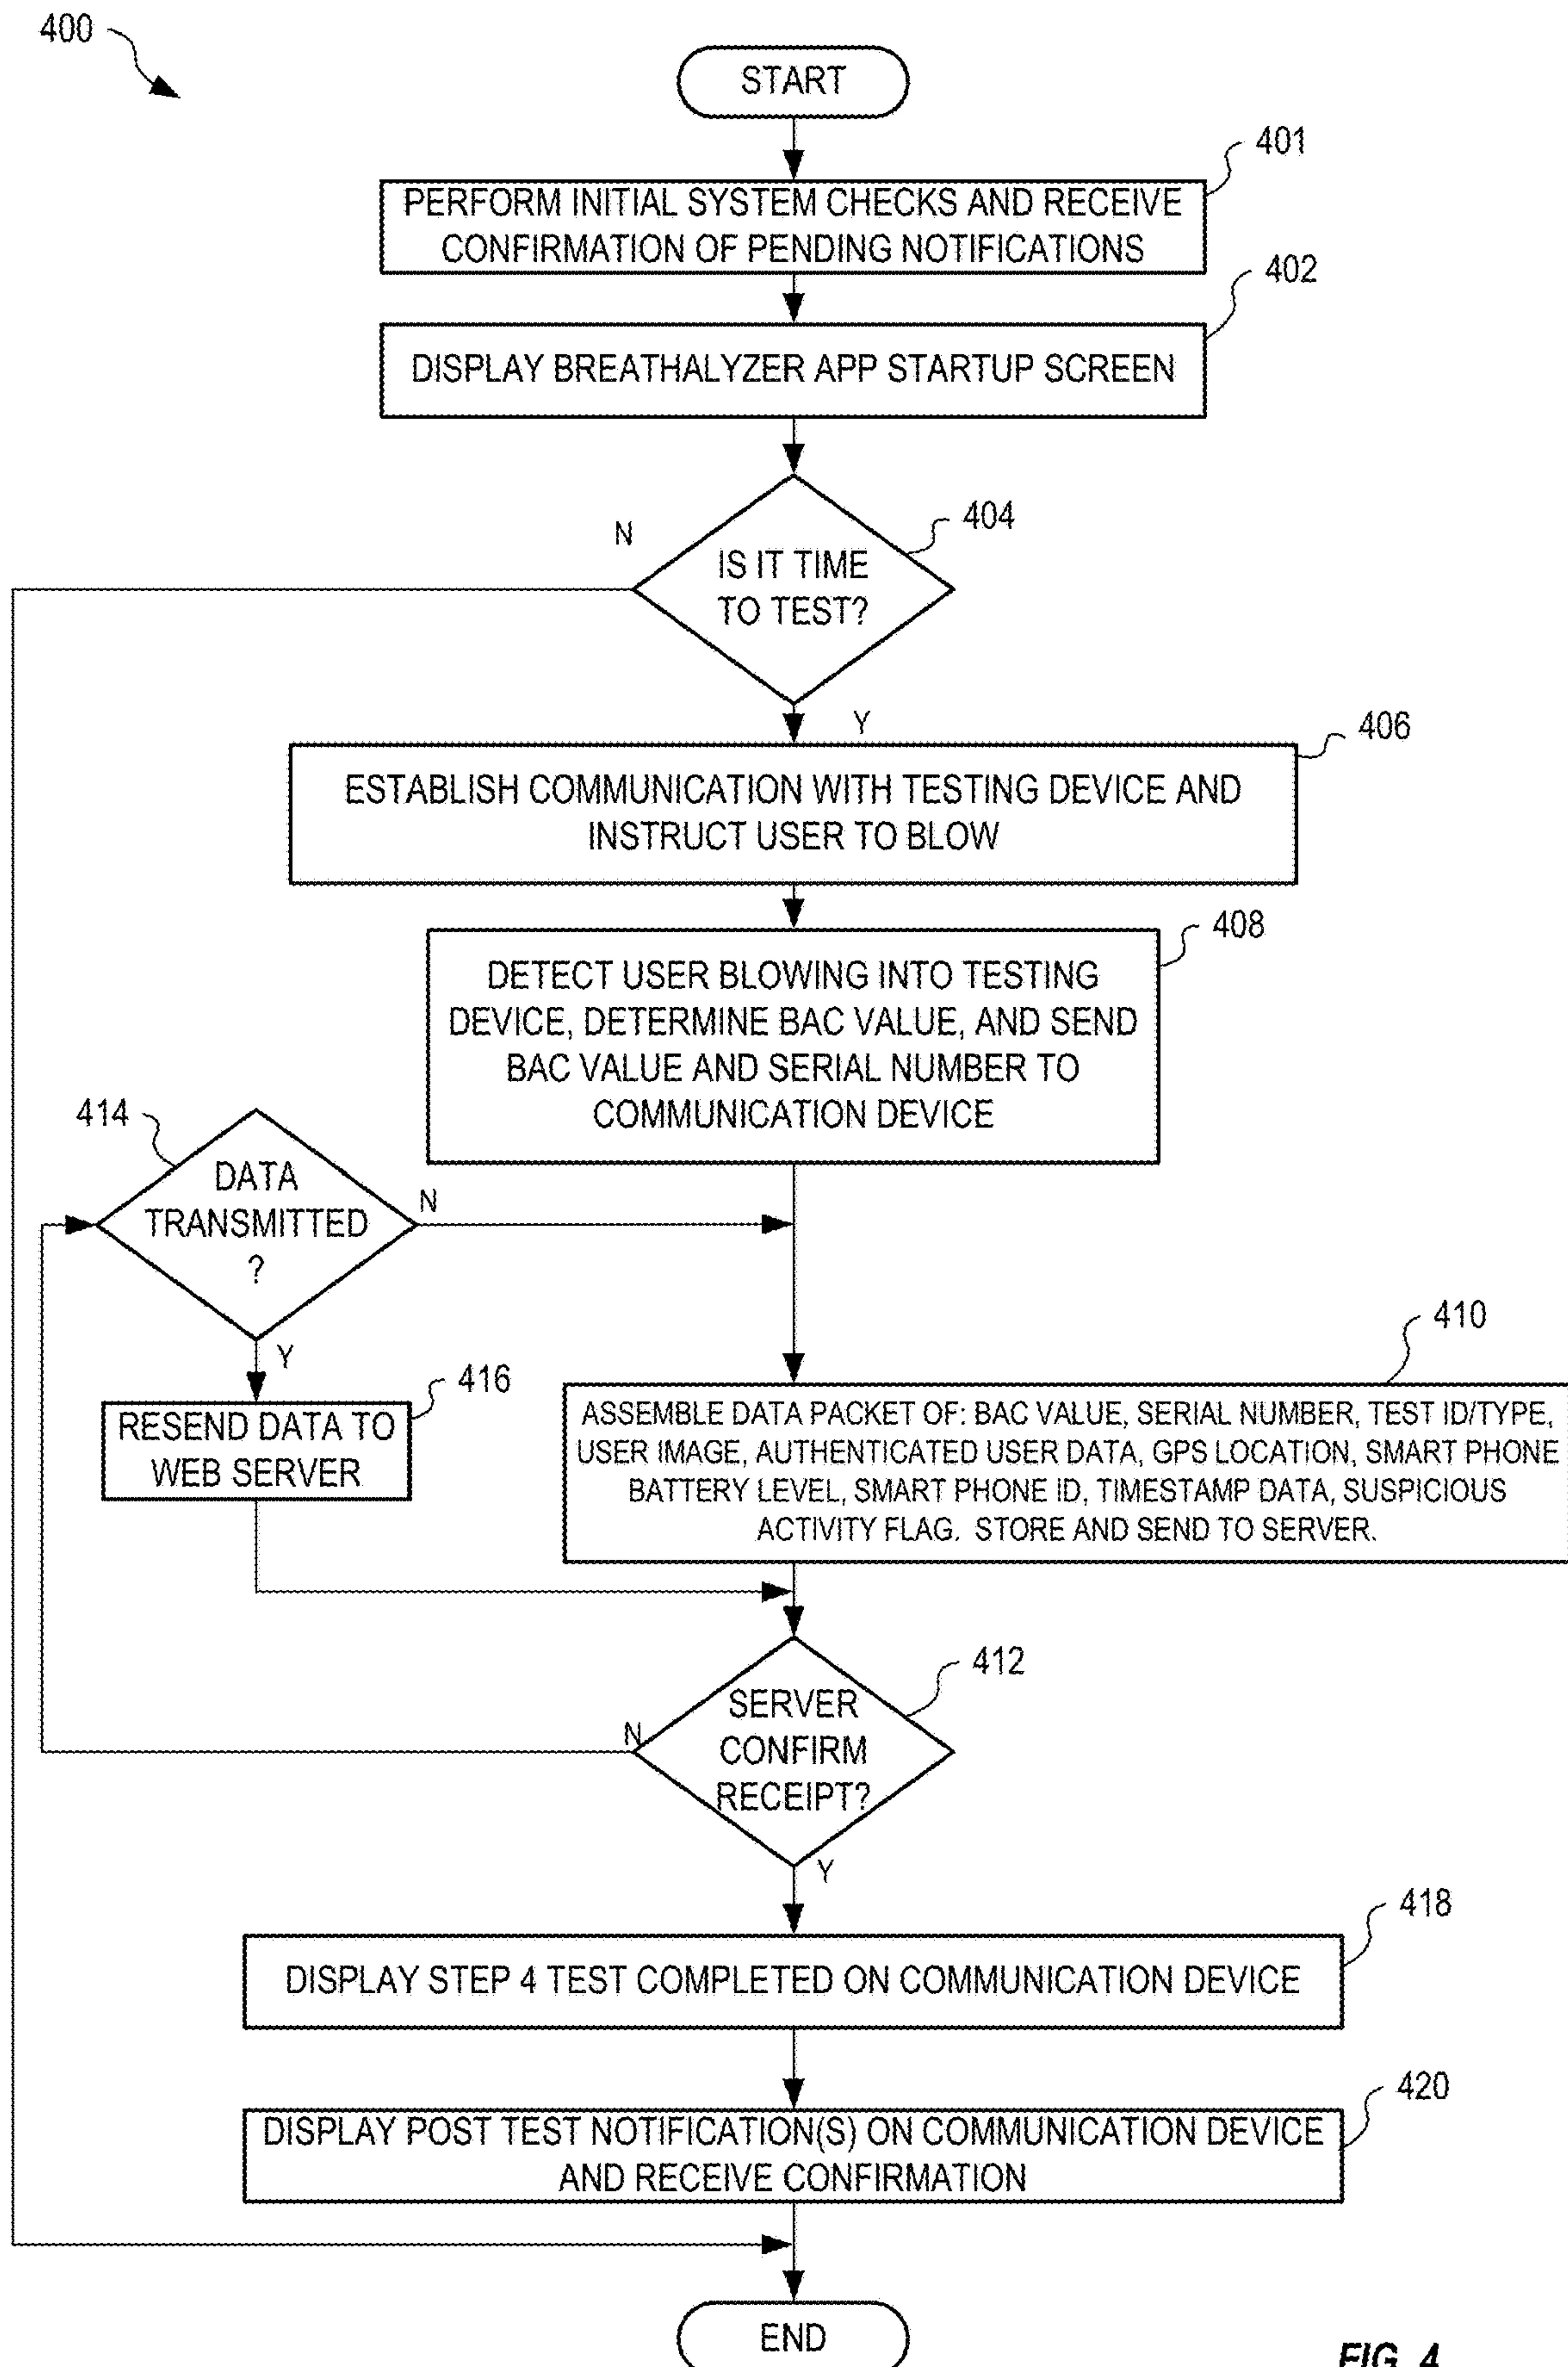 400
START
401
PERFORM INITIAL SYSTEM CHECKS AND RECEIVE
CONFIRMATION OF PENDING NOTIFICATIONS
402
DISPLAY BREATHALYZER APP STARTUP SCREEN
404
N
IS IT TIME
TO TEST?
Y
406
ESTABLISH COMMUNICATION WITH TESTING DEVICE AND
INSTRUCT USER TO BLOW
408
DETECT USER BLOWING INTO TESTING
DEVICE, DETERMINE BAC VALUE, AND SEND
BAC VALUE AND SERIAL NUMBER TO
COMMUNICATION DEVICE
414
DATA
TRANSMITTED
?
N
Y
416
RESEND DATA TO
WEB SERVER
410
ASSEMBLE DATA PACKET OF: BAC VALUE, SERIAL NUMBER, TEST ID/TYPE,
USER IMAGE, AUTHENTICATED USER DATA, GPS LOCATION, SMART PHONE
BATTERY LEVEL, SMART PHONE ID, TIMESTAMP DATA, SUSPICIOUS
ACTIVITY FLAG. STORE AND SEND TO SERVER.
412
N
SERVER
CONFIRM
RECEIPT?
Y
418
DISPLAY STEP 4 TEST COMPLETED ON COMMUNICATION DEVICE
420
DISPLAY POST TEST NOTIFICATION(S) ON COMMUNICATION DEVICE
AND RECEIVE CONFIRMATION
END
FIG. 4